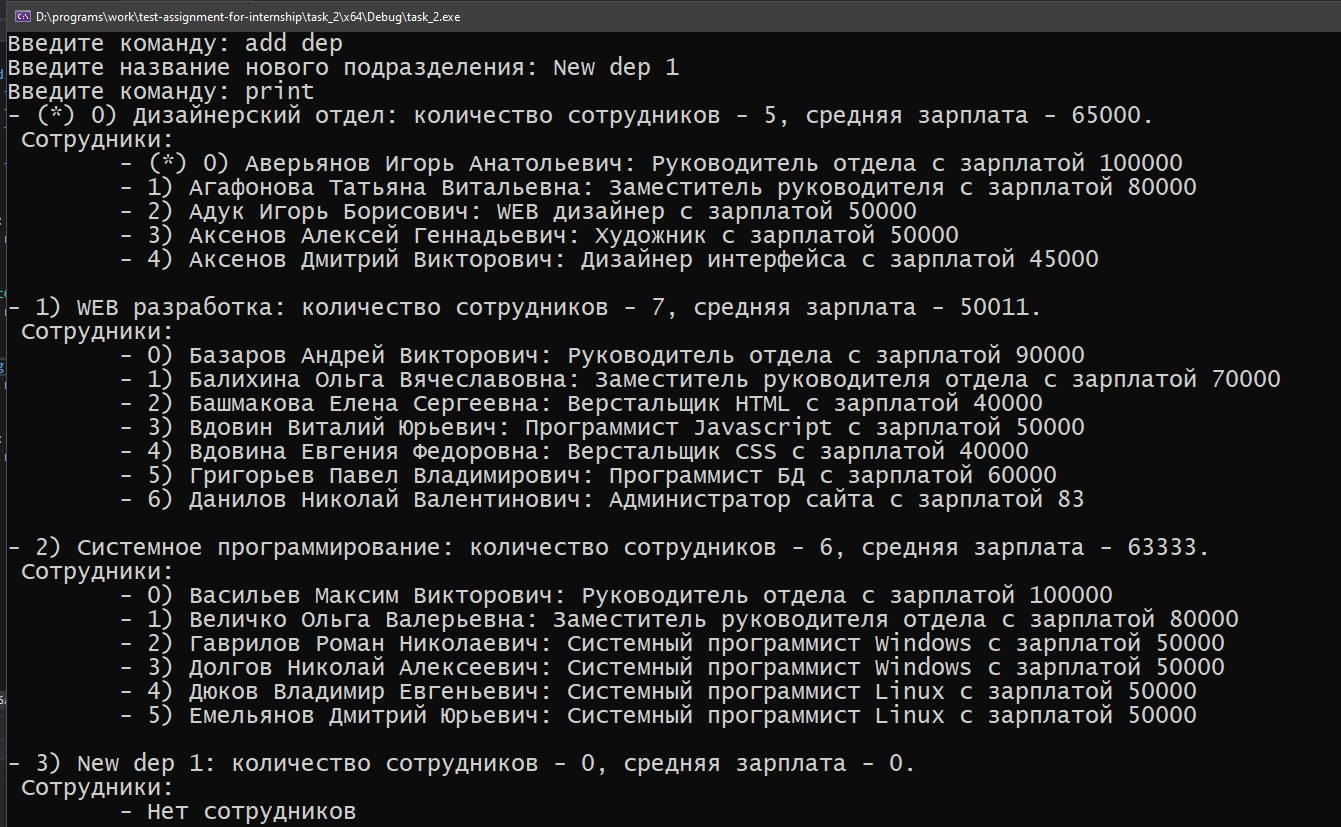 D:\programs\work\test-assignment-for-internship\task_2\x64\Debug\task_2.exe
Введите команду: add dep
Введите название нового подразделения: New dep 1
Введите команду: print
- (*) 0) Дизайнерский отдел: количество сотрудников - 5, средняя зарплата - 65000.
Сотрудники:
- (*) 0) Аверьянов Игорь Анатольевич: Руководитель отдела с зарплатой 100000
- 1) Агафонова Татьяна Витальевна: Заместитель руководителя с зарплатой 80000
- 2) Адук Игорь Борисович: WEB дизайнер с зарплатой 50000
- 3) Аксенов Алексей Геннадьевич: Художник с зарплатой 50000
- 4) Аксенов Дмитрий Викторович: Дизайнер интерфейса с зарплатой 45000
- 1) WEB разработка: количество сотрудников - 7, средняя зарплата - 50011.
Сотрудники:
- 0) Базаров Андрей Викторович: Руководитель отдела с зарплатой 90000
- 1) Балихина Ольга Вячеславовна: Заместитель руководителя отдела с зарплатой 70000
- 2) Башмакова Елена Сергеевна: Верстальщик HTML с зарплатой 40000
- 3) Вдовин Виталий Юрьевич: Программист Javascript с зарплатой 50000
- 4) Вдовина Евгения Федоровна: Верстальщик CSS с зарплатой 40000
- 5) Григорьев Павел Владимирович: Программист БД с зарплатой 60000
- 6) Данилов Николай Валентинович: Администратор сайта с зарплатой 83
- 2) Системное программирование: количество сотрудников - 6, средняя зарплата - 63333.
Сотрудники:
- 0) Васильев Максим Викторович: Руководитель отдела с зарплатой 100000
- 1) Величко Ольга Валерьевна: Заместитель руководителя отдела с зарплатой 80000
- 2) Гаврилов Роман Николаевич: Системный программист Windows с зарплатой 50000
- 3) Долгов Николай Алексеевич: Системный программист Windows с зарплатой 50000
- 4) Дюков Владимир Евгеньевич: Системный программист Linux с зарплатой 50000
- 5) Емельянов Дмитрий Юрьевич: Системный программист Linux с зарплатой 50000
- 3) New dep 1: количество сотрудников - 0, средняя зарплата - 0.
Сотрудники:
- Нет сотрудников